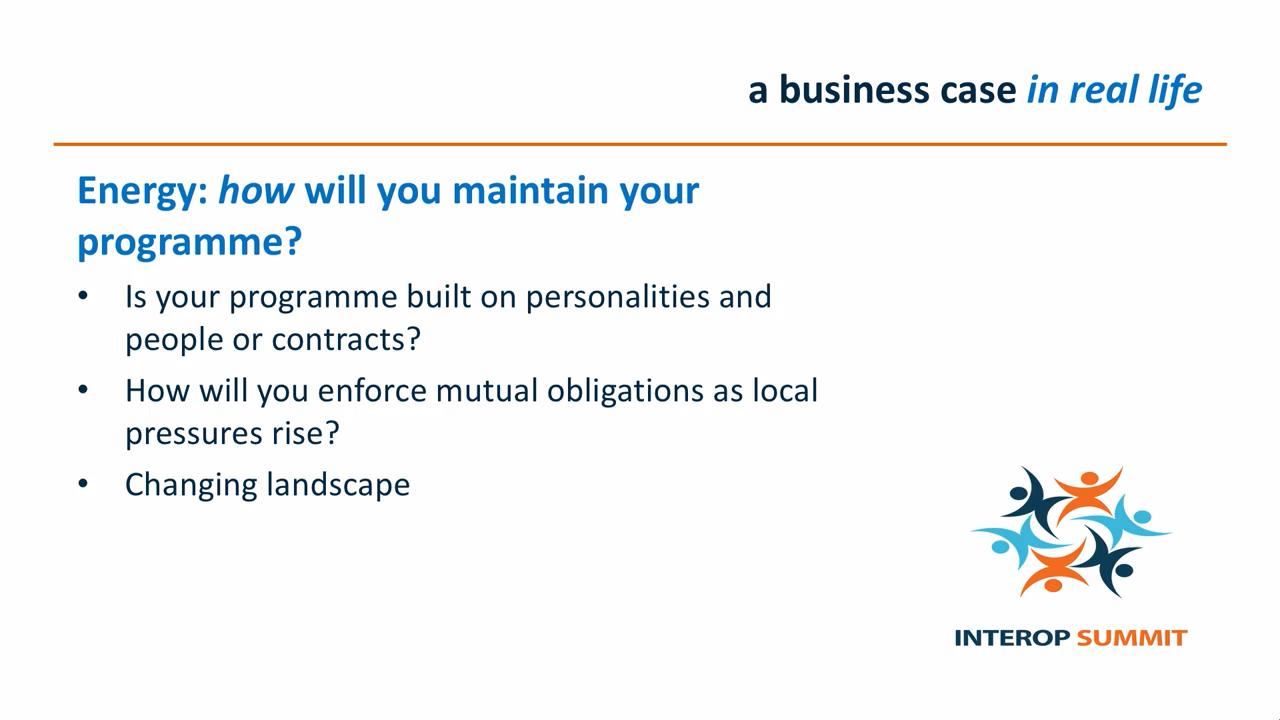 a business case in real life
Energy: how will you maintain your
programme?
• Is your programme built on personalities and
people or contracts?
• How will you enforce mutual obligations as local
pressures rise?
• Changing landscape
INTEROP SUMMIT